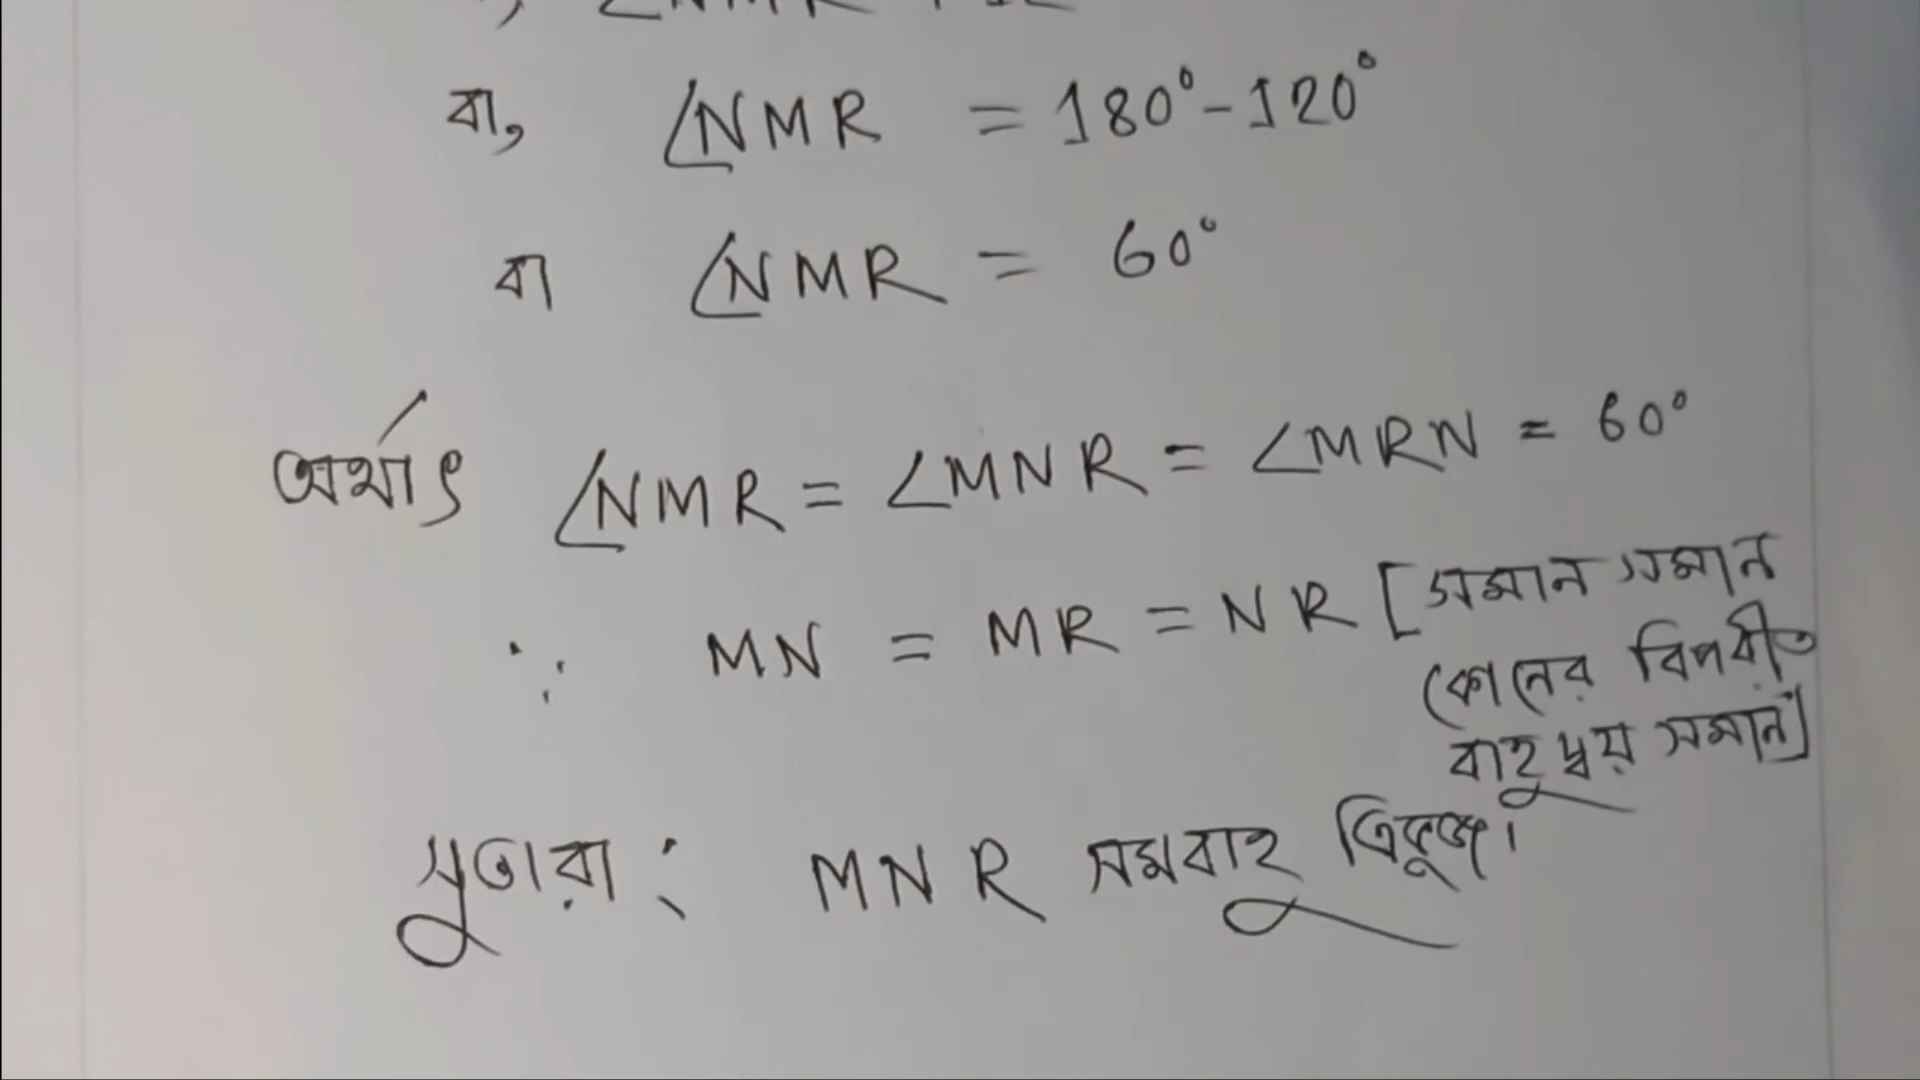 বা, ∠NMR = 180° - 120°
বা ∠NMR = 60°
অর্থাৎ ∠NMR = ∠MNR = ∠MRN = 60°
∵ MN = MR = NR [সমান সমান
কোনের বিপরীত
বাহুদ্বয় সমান]
সুতারাং MNR সমবাহু ত্রিভুজ।